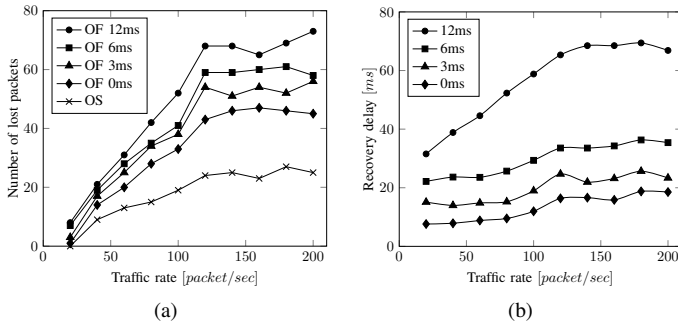 OF 12ms
OF 6ms
OF 3ms
OF 0ms
OS
80
60
40
20
0
Number of lost packets
0 50 100 150 200
Traffic rate [packet/sec]
(a)
12ms
6ms
3ms
0ms
80
60
40
20
0
Recovery delay [ms]
0 50 100 150 200
Traffic rate [packet/sec]
(b)